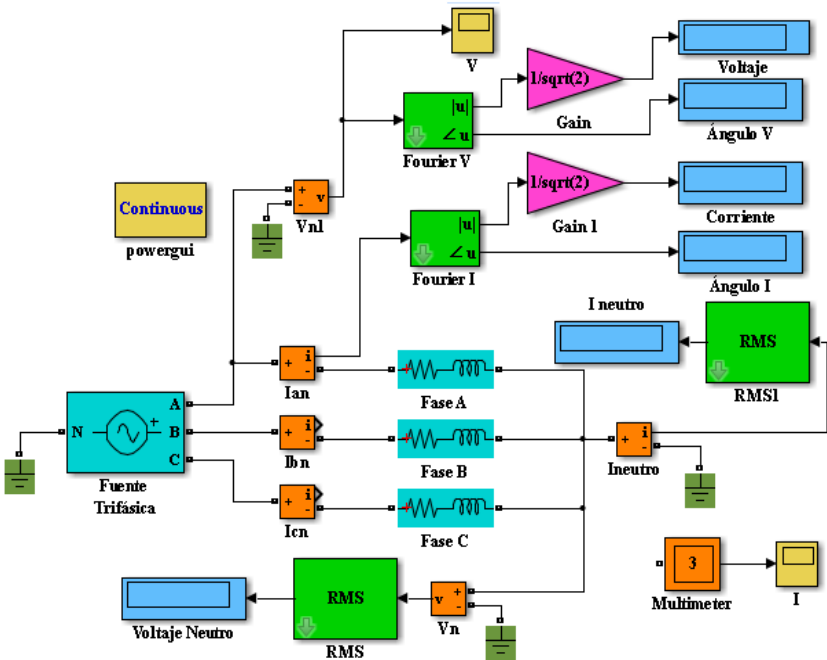 V
1/sqrt(2)
Voltaje
|u|
∠ u
Gain
Ángulo V
Fourier V
1/sqrt(2)
Continuous
+
-
v
Corriente
powergui
Vn1
|u|
∠ u
Gain 1
Fourier I
Ángulo I
I neutro
RMS
+
i
-
RMS1
Ian
Fase A
A
N
+
B
C
+
i
-
+
i
-
Ibn
Fase B
Ineutro
Fuente
Trifásica
+
i
-
Icn
Fase C
3
RMS
v
+
-
Multimeter
I
Voltaje Neutro
Vn
RMS